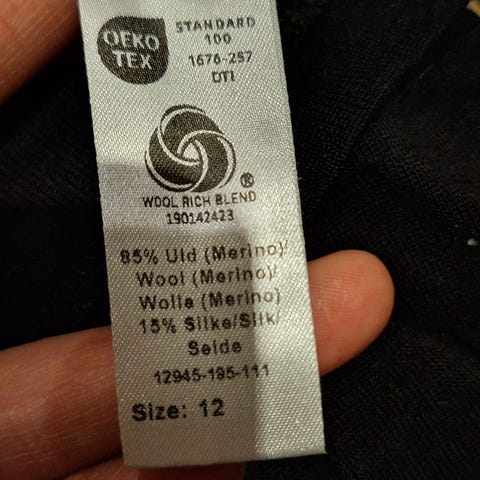 OEKO
TEX
STANDARD
100
1676-257
DTI
®
WOOL RICH BLEND
190142423
85% Uld (Merino)/
Wool (Merino)/
Wolle (Merino)
15% Silke/Silk/
Seide
12945-195-111
Size: 12